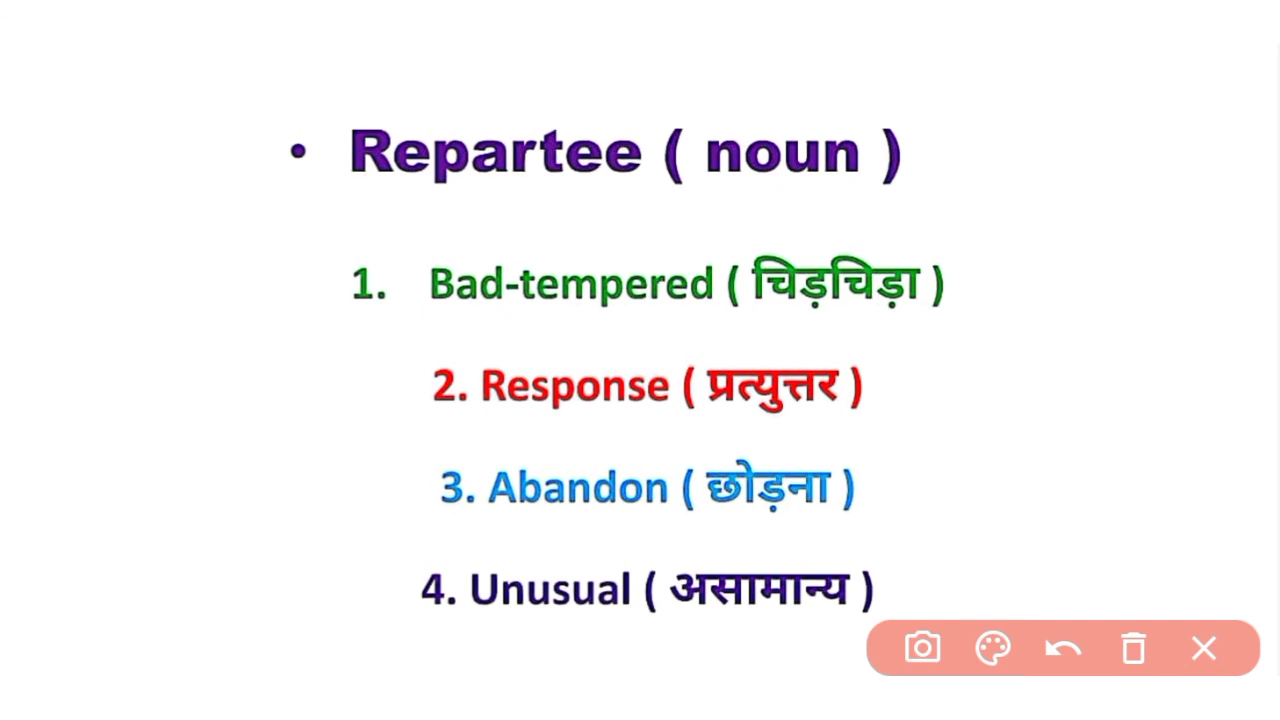 • Repartee ( noun )
1. Bad-tempered ( चिड़चिड़ा )
2. Response ( प्रत्युत्तर )
3. Abandon ( छोड़ना )
4. Unusual ( असामान्य )